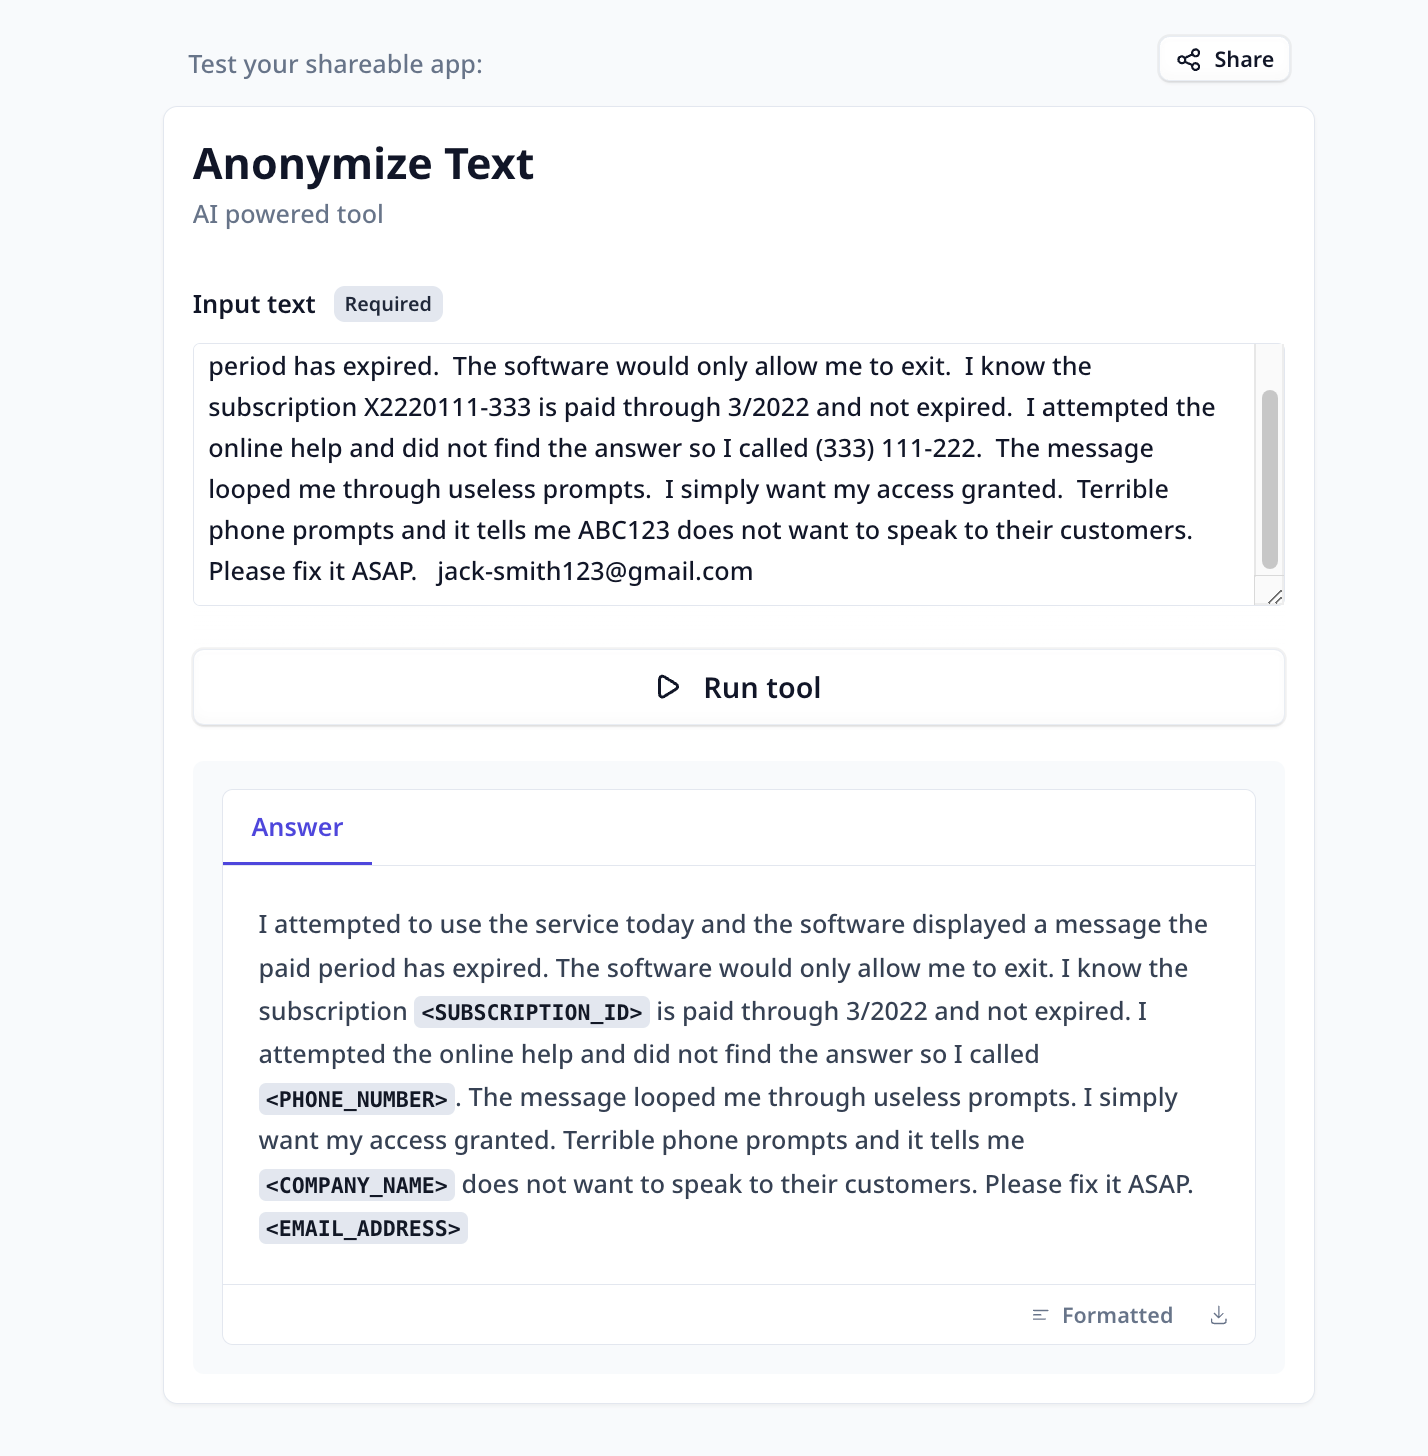 Test your shareable app:
Share
Anonymize Text
AI powered tool
Input text
Required
period has expired.  The software would only allow me to exit.  I know the
subscription X2220111-333 is paid through 3/2022 and not expired.  I attempted the
online help and did not find the answer so I called (333) 111-222.  The message
looped me through useless prompts.  I simply want my access granted.  Terrible
phone prompts and it tells me ABC123 does not want to speak to their customers.
Please fix it ASAP.   jack-smith123@gmail.com
Run tool
Answer
I attempted to use the service today and the software displayed a message the
paid period has expired. The software would only allow me to exit. I know the
subscription <SUBSCRIPTION_ID> is paid through 3/2022 and not expired. I
attempted the online help and did not find the answer so I called
<PHONE_NUMBER>. The message looped me through useless prompts. I simply
want my access granted. Terrible phone prompts and it tells me
<COMPANY_NAME> does not want to speak to their customers. Please fix it ASAP.
<EMAIL_ADDRESS>
Formatted